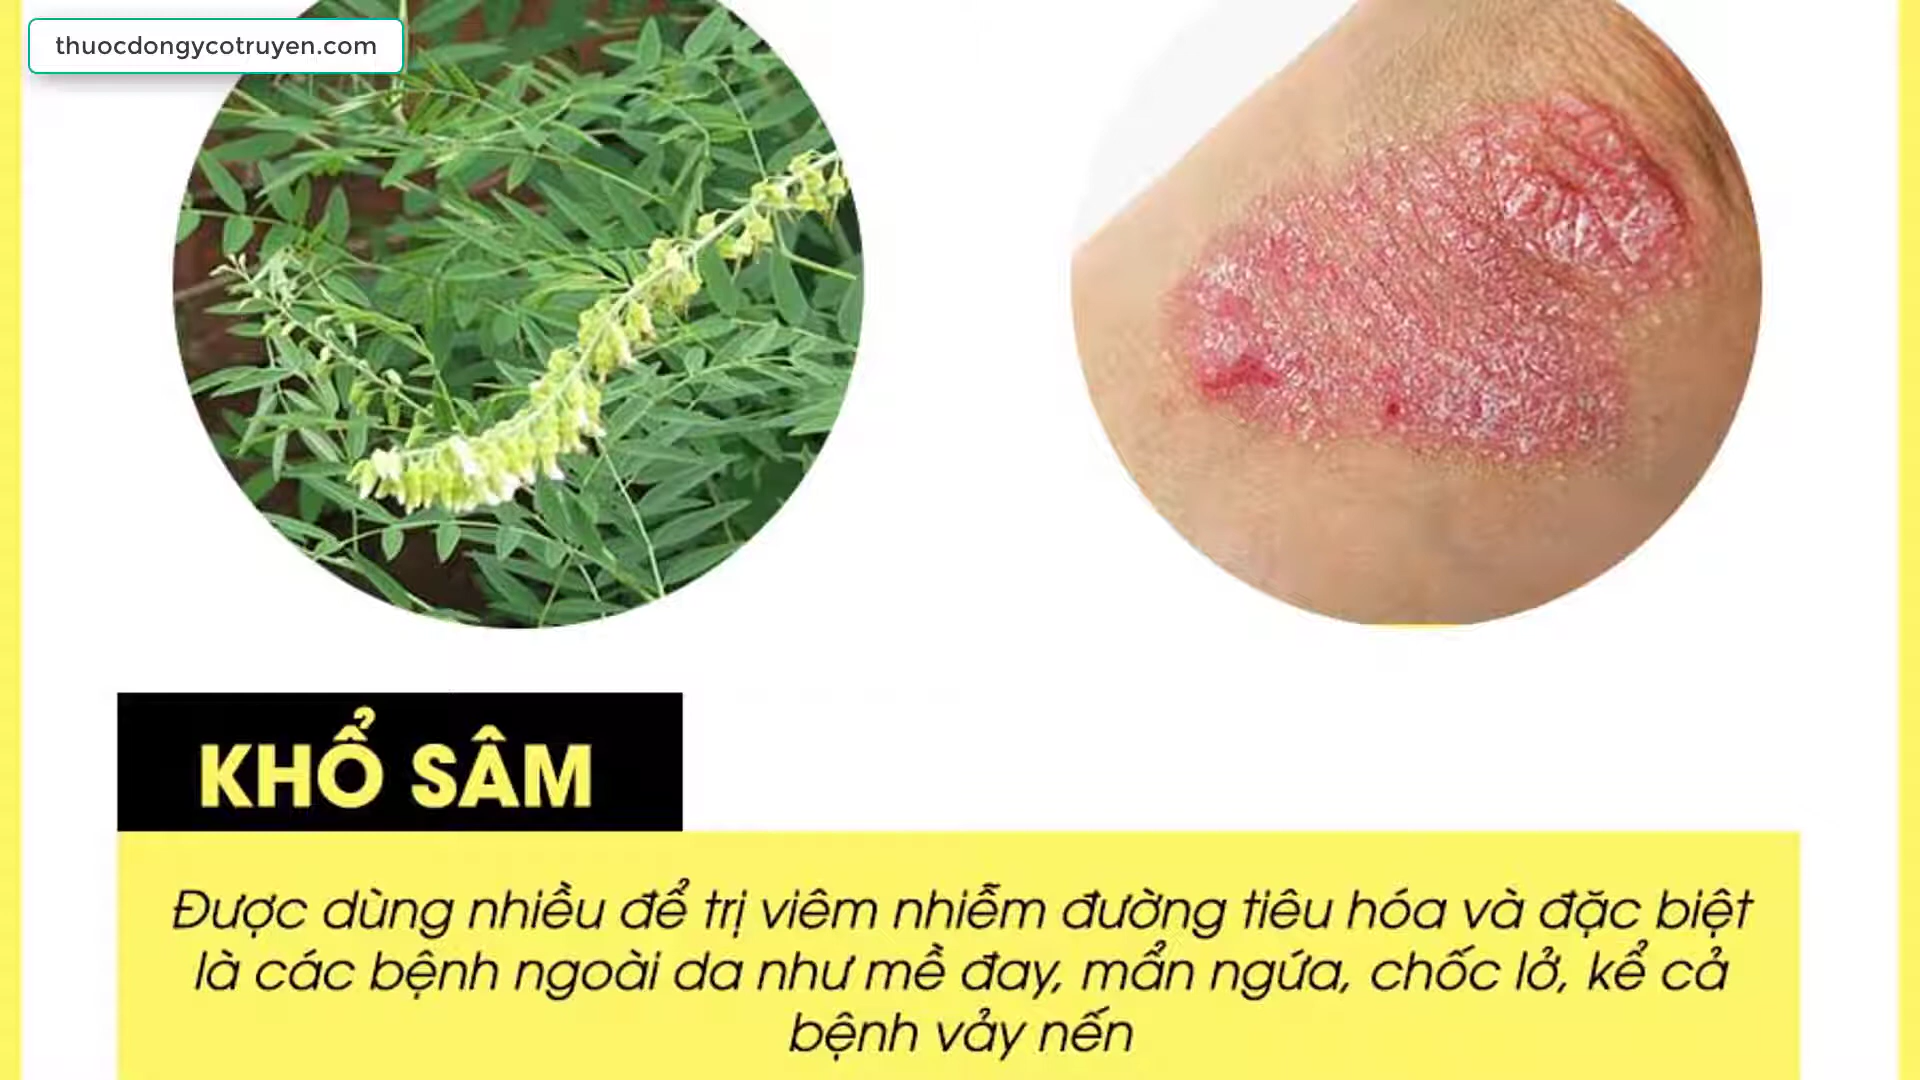 thuocdongycotruyen.com
KHỔ SÂM
Được dùng nhiều để trị viêm nhiễm đường tiêu hóa và đặc biệt
là các bệnh ngoài da như mề đay, mẩn ngứa, chốc lở, kể cả
bệnh vảy nến